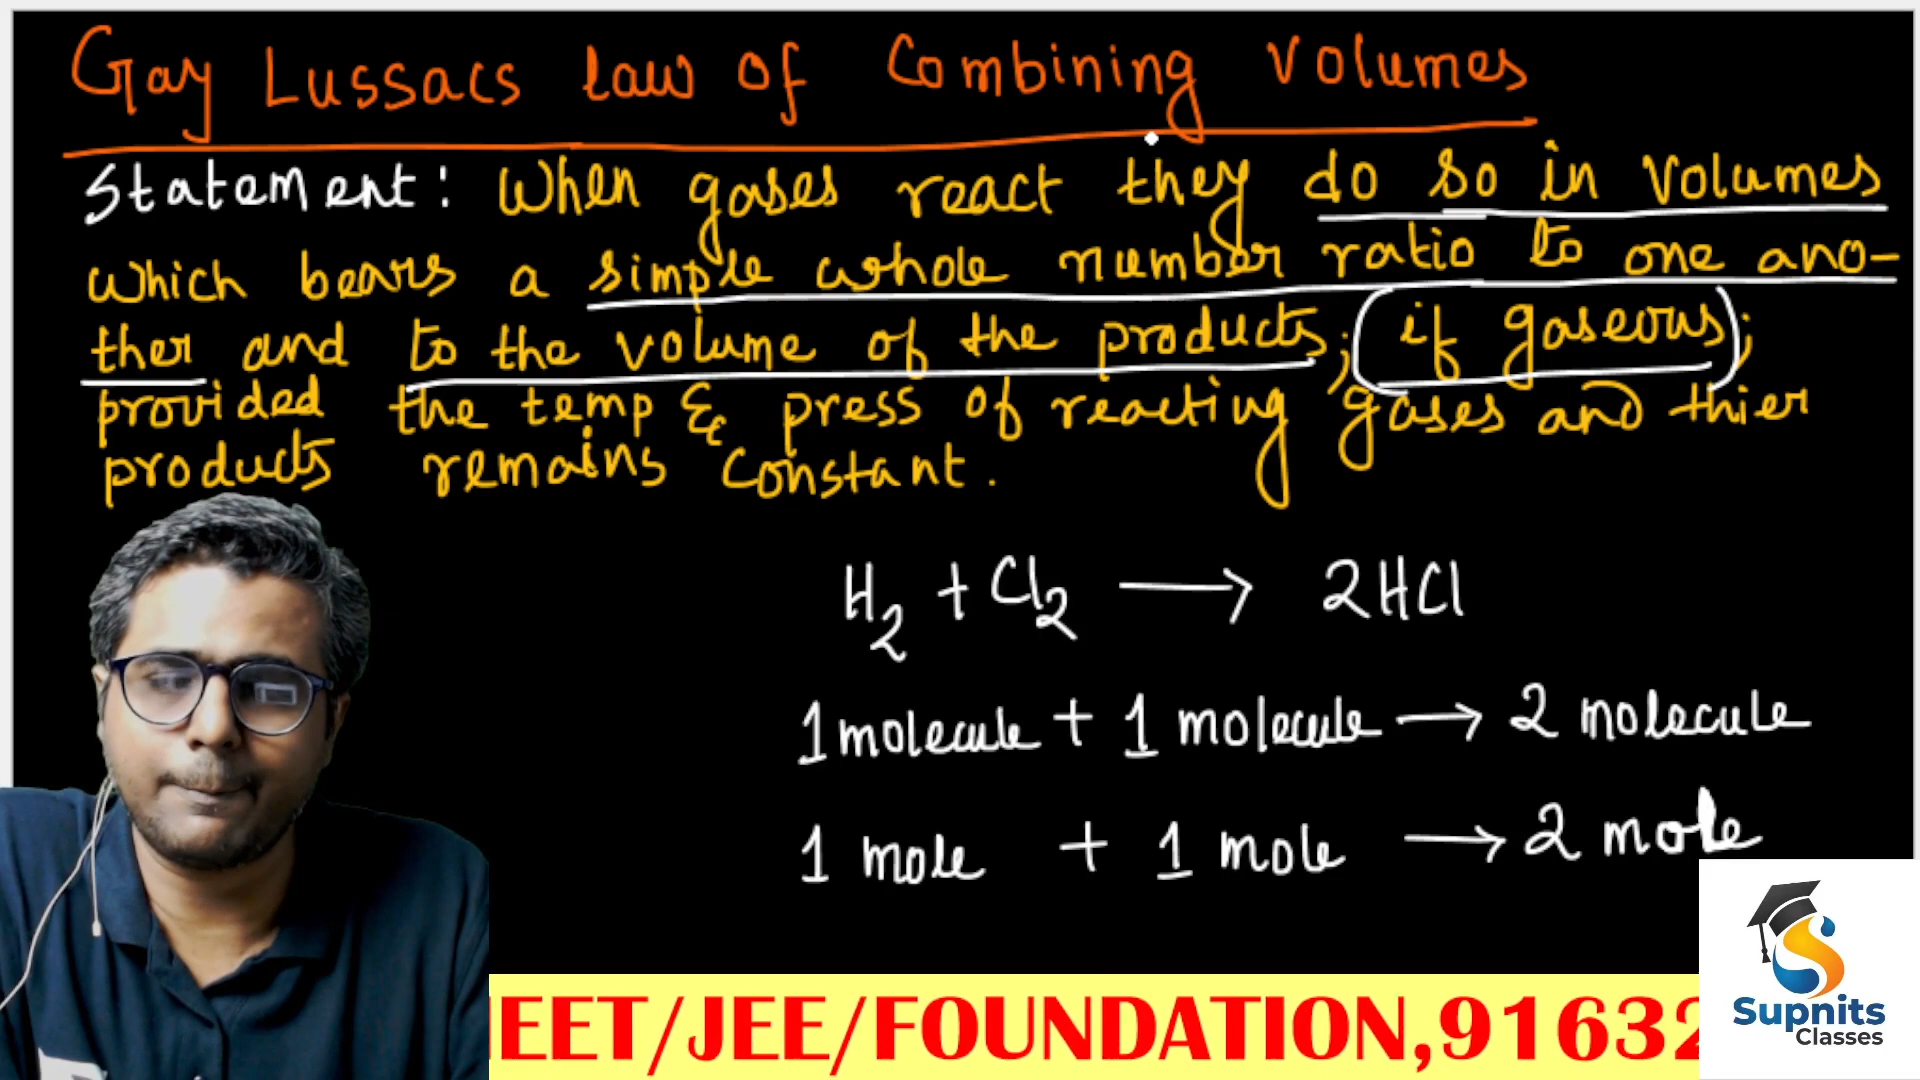 Gay Lussacs law of Combining Volumes
Statement: When gases react they do so in volumes
which bears a simple whole number ratio to one ano-
ther and to the volume of the products; (if gaseous);
provided the temp & press of reacting gases and thier
products remains constant.
H2 + Cl2 ⟶ 2HCl
1 molecule + 1 molecule ⟶ 2 molecule
1 mole + 1 mole ⟶ 2 mole
EET/JEE/FOUNDATION,9163
Supnits
Classes